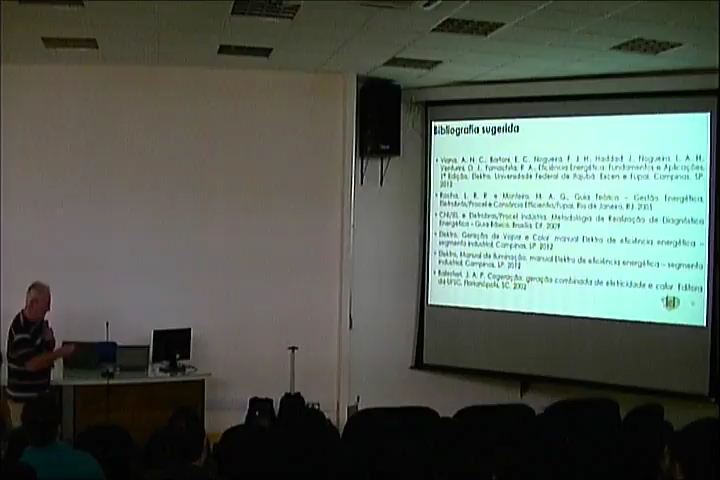 Bibliografia sugerida
Viana, A. N. C., Bortoni, E. C., Nogueira, F. J. H., Haddad, J., Nogueira, L. A. H.,
Venturini, O. J., Yamachita, R. A., Eficiência Energética: Fundamentos e Aplicações,
1ª Edição, Elektro, Universidade Federal de Itajubá, Excen e Fupai, Campinas, SP,
2012
Rocha, L. R. R. e Monteiro, M. A. G., Guia Teórico – Gestão Energética,
Eletrobrás/Procel e Consórcio Efficientia/Fupai, Rio de Janeiro, RJ, 2005
CNI/IEL e Eletrobras/Procel Indústria, Metodologia de Realização de Diagnóstico
Energético – Guia Básico, Brasília, DF, 2009
Elektro, Geração de Vapor e Calor, manual Elektro de eficiência energética –
segmento industrial, Campinas, SP, 2012
Elektro, Manual de Iluminação, manual Elektro de eficiência energética – segmento
industrial, Campinas, SP, 2012
Balestieri, J. A. P. Cogeração: geração combinada de eletricidade e calor. Editora
da UFSC, Florianópolis, SC, 2002